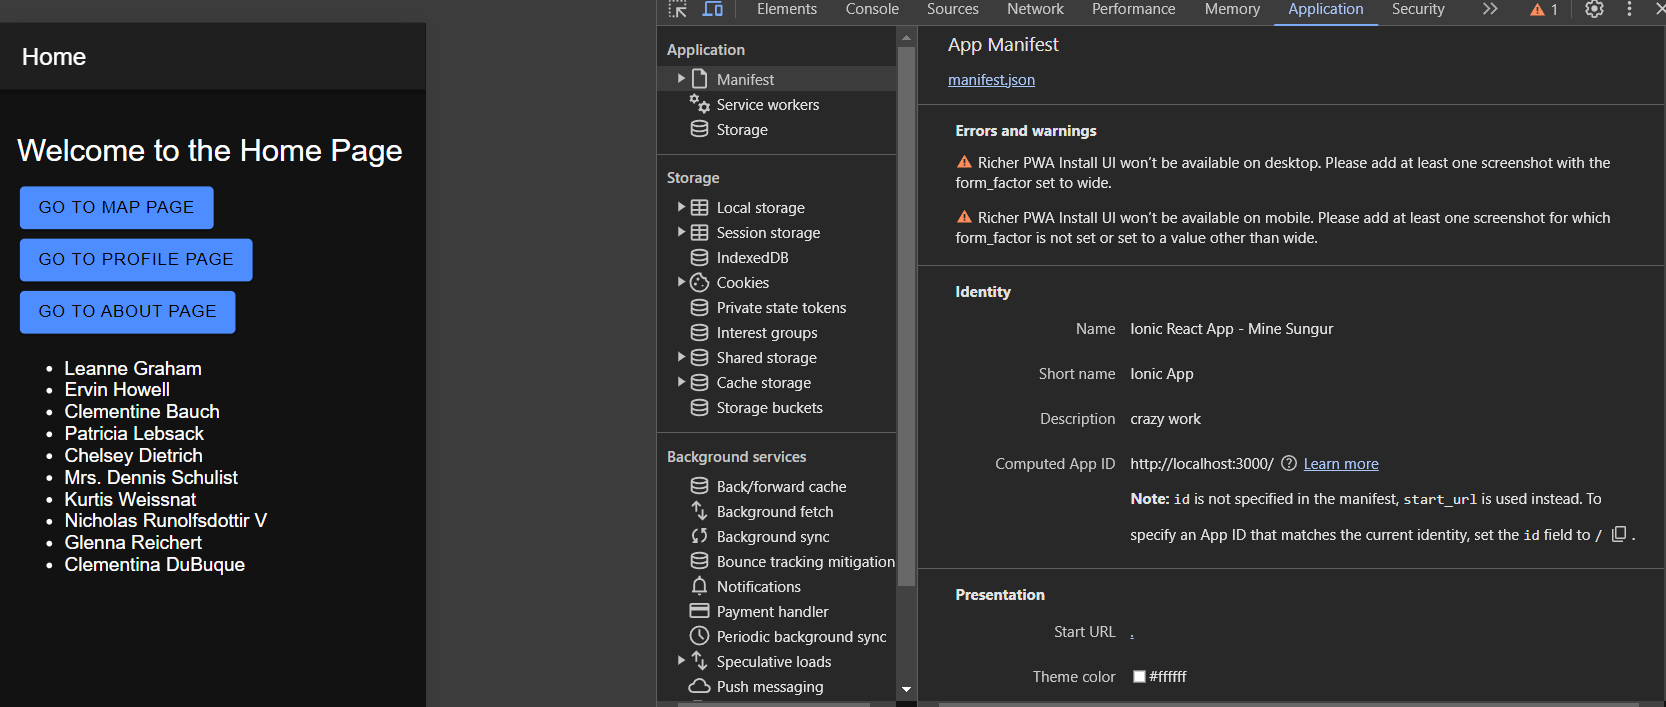 Home
Welcome to the Home Page
GO TO MAP PAGE
GO TO PROFILE PAGE
GO TO ABOUT PAGE
Leanne Graham
Ervin Howell
Clementine Bauch
Patricia Lebsack
Chelsey Dietrich
Mrs. Dennis Schulist
Kurtis Weissnat
Nicholas Runolfsdottir V
Glenna Reichert
Clementina DuBuque
Elements Console Sources Network Performance Memory Application Security 1
Application
Manifest
Service workers
Storage
Storage
Local storage
Session storage
IndexedDB
Cookies
Private state tokens
Interest groups
Shared storage
Cache storage
Storage buckets
Background services
Back/forward cache
Background fetch
Background sync
Bounce tracking mitigation
Notifications
Payment handler
Periodic background sync
Speculative loads
Push messaging
App Manifest
manifest.json
Errors and warnings
Richer PWA Install UI won't be available on desktop. Please add at least one screenshot with the
form_factor set to wide.
Richer PWA Install UI won't be available on mobile. Please add at least one screenshot for which
form_factor is not set or set to a value other than wide.
Identity
Name Ionic React App - Mine Sungur
Short name Ionic App
Description crazy work
Computed App ID http://localhost:3000/ Learn more
Note: id is not specified in the manifest, start_url is used instead. To
specify an App ID that matches the current identity, set the id field to / .
Presentation
Start URL .
Theme color #ffffff